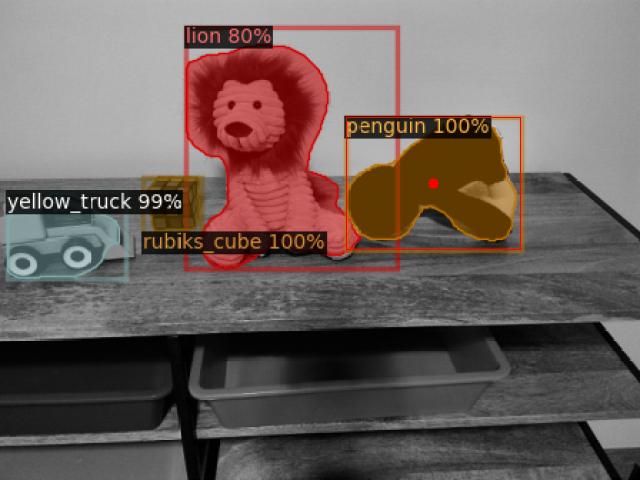 lion 80%
penguin 100%
yellow_truck 99%
rubiks_cube 100%